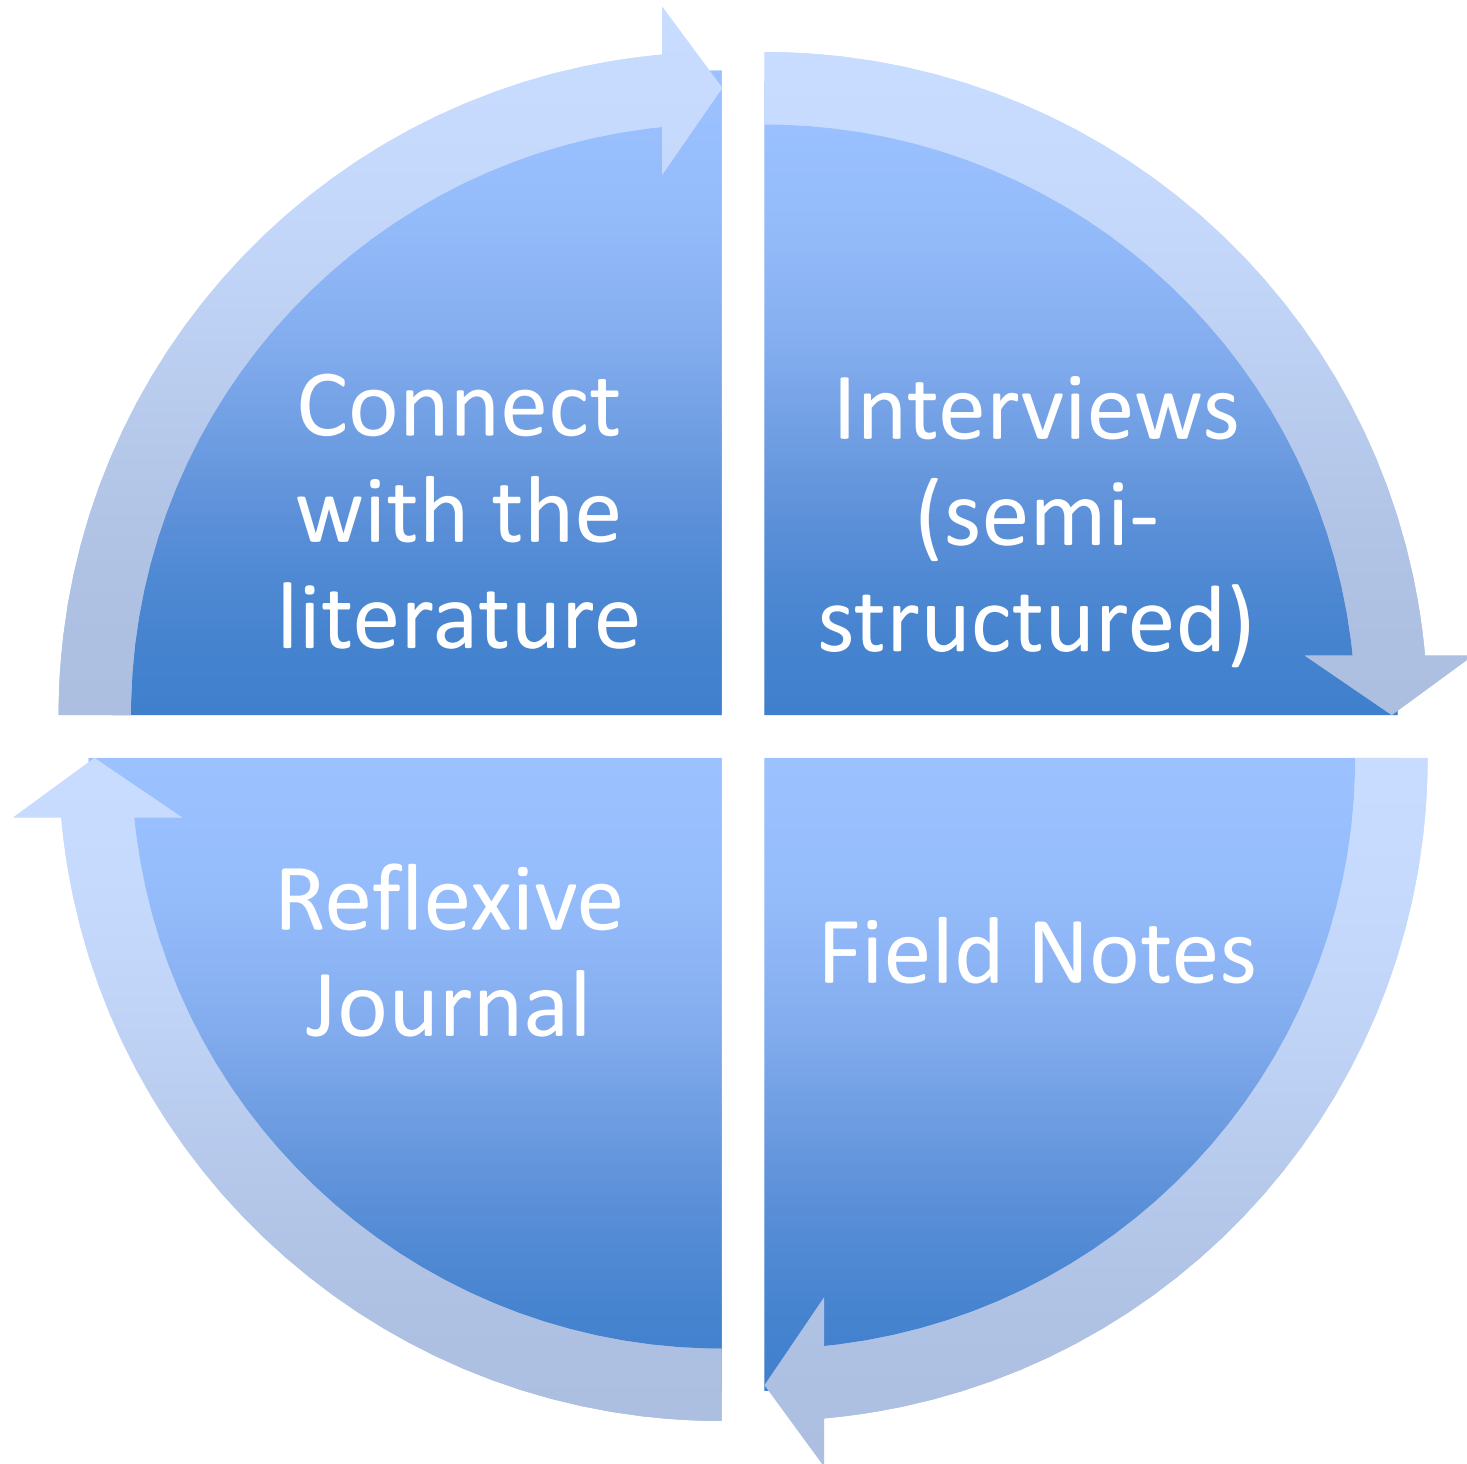 Connect
with the
literature
Interviews
(semi-
structured)
Reflexive
Journal
Field Notes